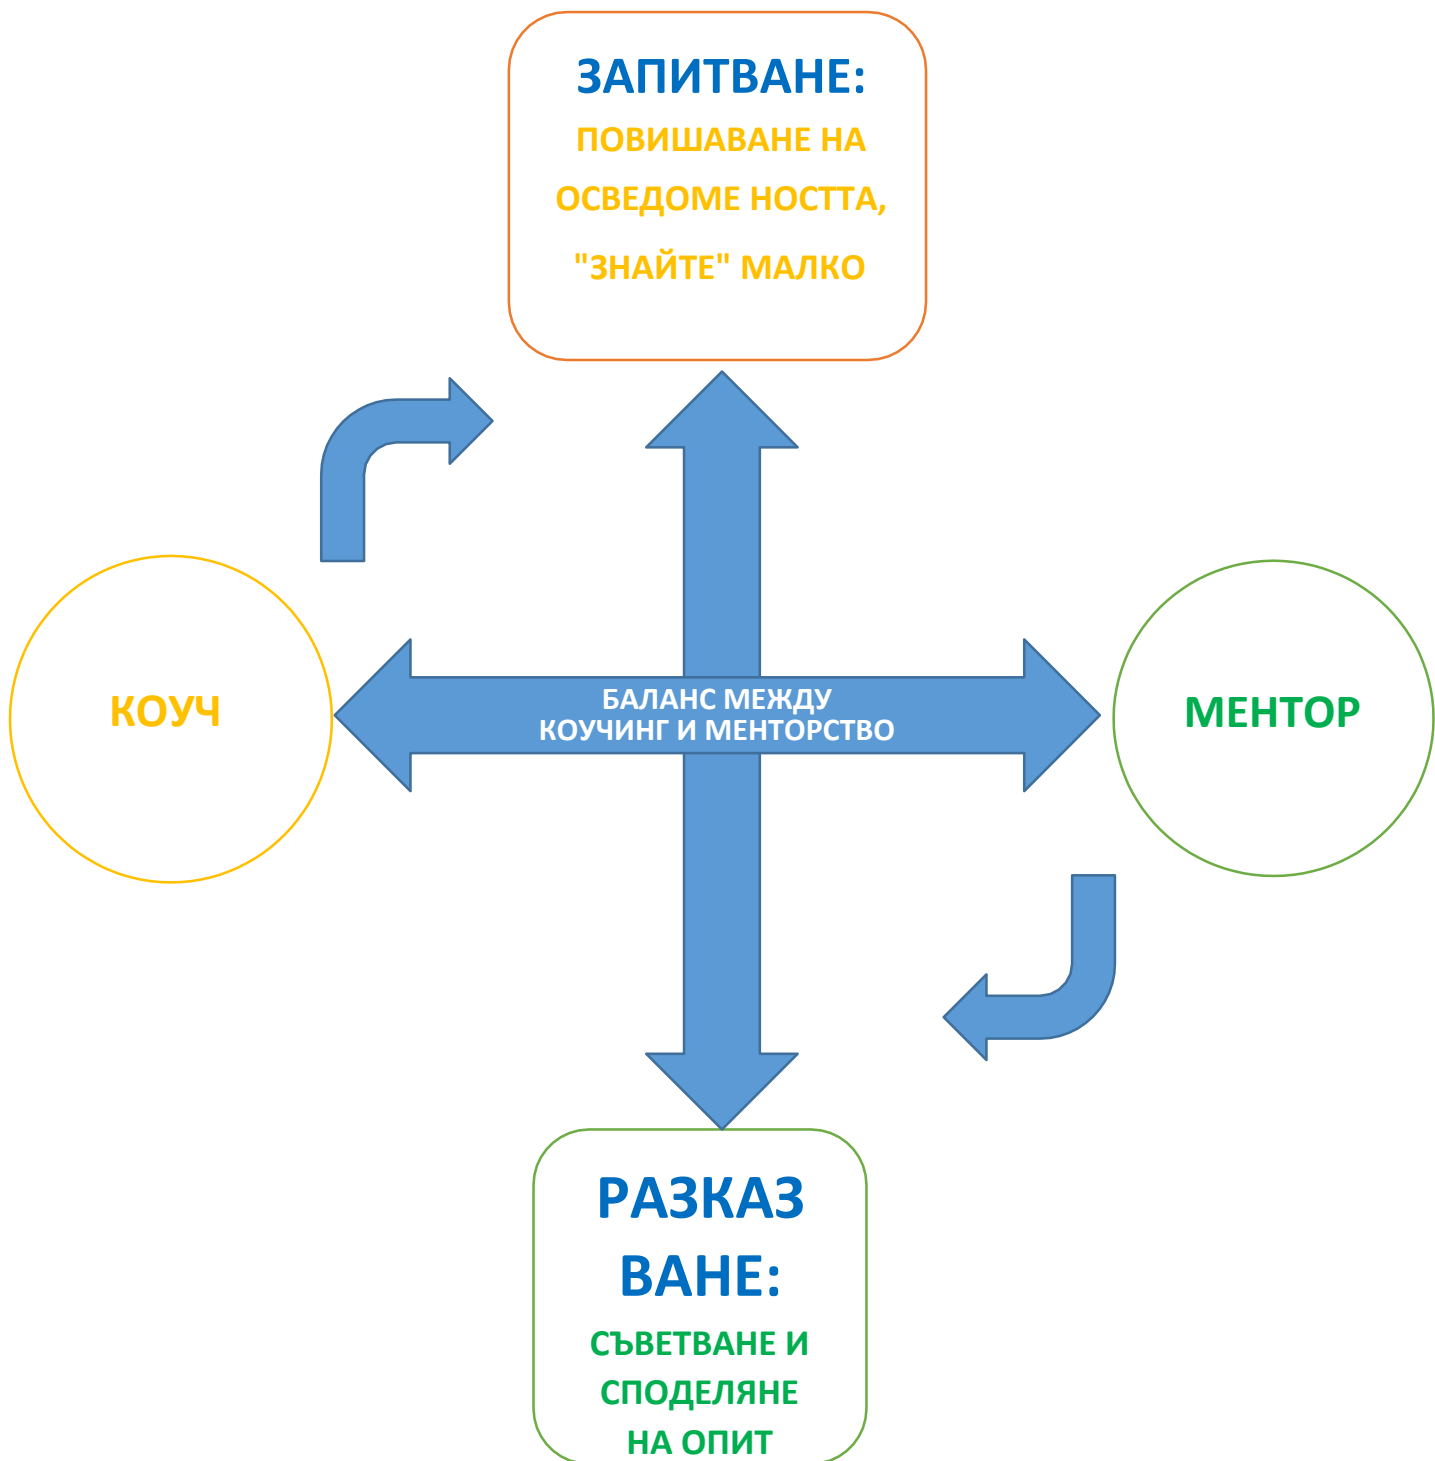 ЗАПИТВАНЕ:
ПОВИШАВАНЕ НА
ОСВЕДОМЕ НОСТТА,
"ЗНАЙТЕ" МАЛКО
КОУЧ
БАЛАНС МЕЖДУ
КОУЧИНГ И МЕНТОРСТВО
МЕНТОР
РАЗКАЗ
ВАНЕ:
СЪВЕТВАНЕ И
СПОДЕЛЯНЕ
НА ОПИТ